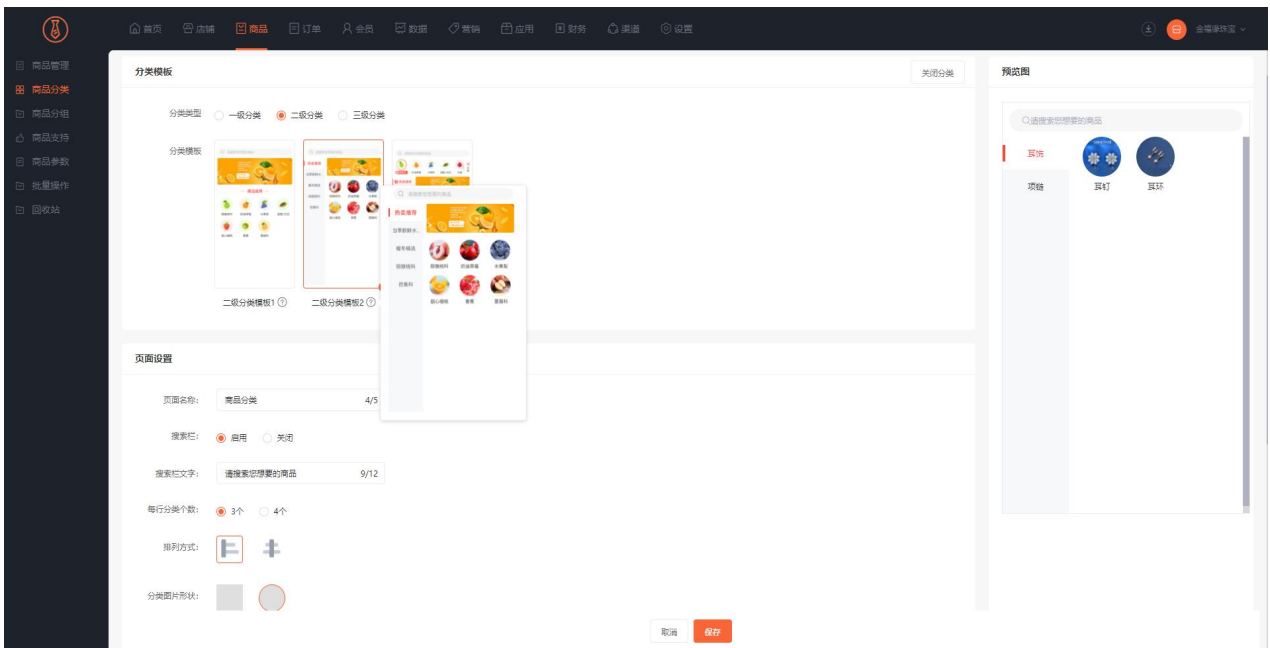 首页 店铺 商品 订单 会员 数据 营销 应用 财务 渠道 设置
金福缘珠宝
商品管理
商品分类
商品分组
商品支持
商品参数
批量操作
回收站
分类模板
关闭分类
分类类型 一级分类 二级分类 三级分类
分类模板
二级分类模板1
二级分类模板2
热卖推荐
页面设置
页面名称: 商品分类 4/5
搜索栏: 启用 关闭
搜索栏文字: 请搜索您想要的商品 9/12
每行分类个数: 3个 4个
排列方式:
分类图片形状:
取消 保存
预览图
请搜索您想要的商品
耳饰
项链
耳钉 耳环